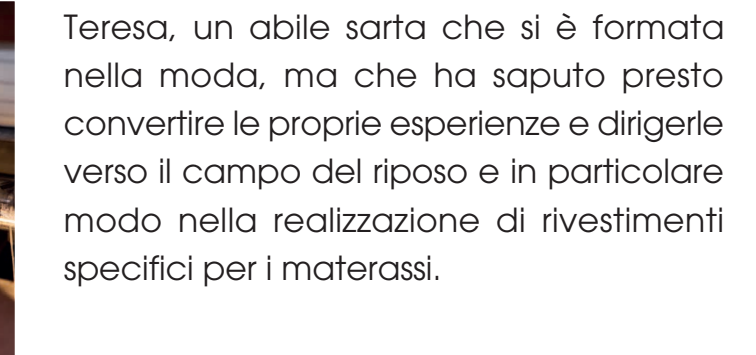 Teresa, un abile sarta che si è formata
nella moda, ma che ha saputo presto
convertire le proprie esperienze e dirigerle
verso il campo del riposo e in particolare
modo nella realizzazione di rivestimenti
specifici per i materassi.